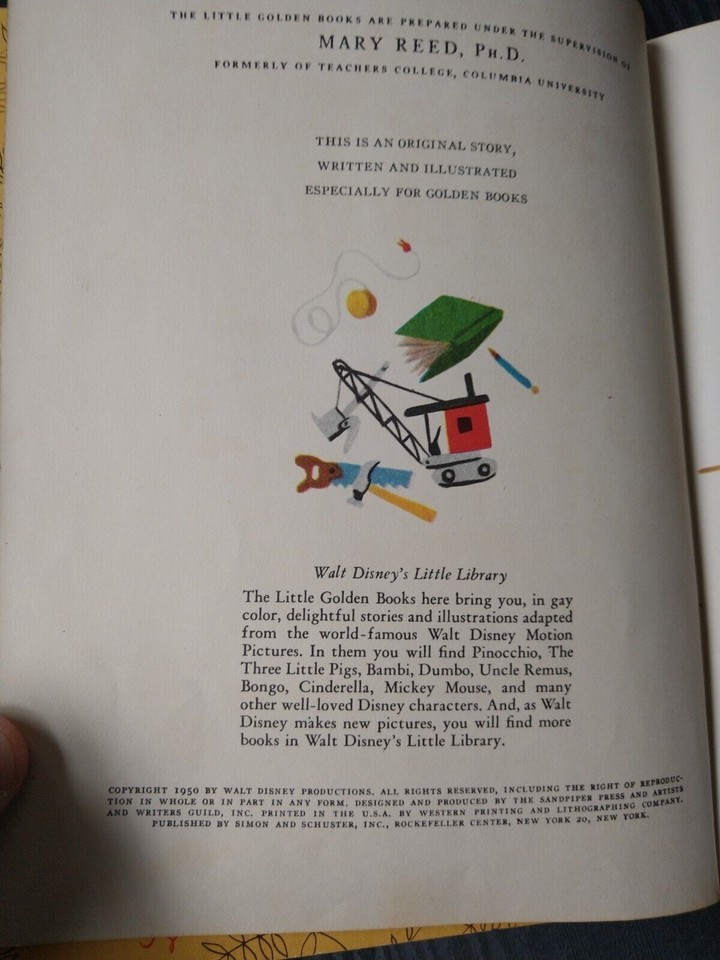 THE LITTLE GOLDEN BOOKS ARE PREPARED UNDER THE SUPERVISION OF
MARY REED, PH.D.
FORMERLY OF TEACHERS COLLEGE, COLUMBIA UNIVERSITY
THIS IS AN ORIGINAL STORY,
WRITTEN AND ILLUSTRATED
ESPECIALLY FOR GOLDEN BOOKS
Walt Disney's Little Library
The Little Golden Books here bring you, in gay
color, delightful stories and illustrations adapted
from the world-famous Walt Disney Motion
Pictures. In them you will find Pinocchio, The
Three Little Pigs, Bambi, Dumbo, Uncle Remus,
Bongo, Cinderella, Mickey Mouse, and many
other well-loved Disney characters. And, as Walt
Disney makes new pictures, you will find more
books in Walt Disney's Little Library.
COPYRIGHT 1950 BY WALT DISNEY PRODUCTIONS. ALL RIGHTS RESERVED, INCLUDING THE RIGHT OF REPRODUC-
TION IN WHOLE OR IN PART IN ANY FORM. DESIGNED AND PRODUCED BY THE SANDPIPER PRESS AND ARTISTS
AND WRITERS GUILD, INC. PRINTED IN THE U.S.A. BY WESTERN PRINTING AND LITHOGRAPHING COMPANY.
PUBLISHED BY SIMON AND SCHUSTER, INC., ROCKEFELLER CENTER, NEW YORK 20, NEW YORK.